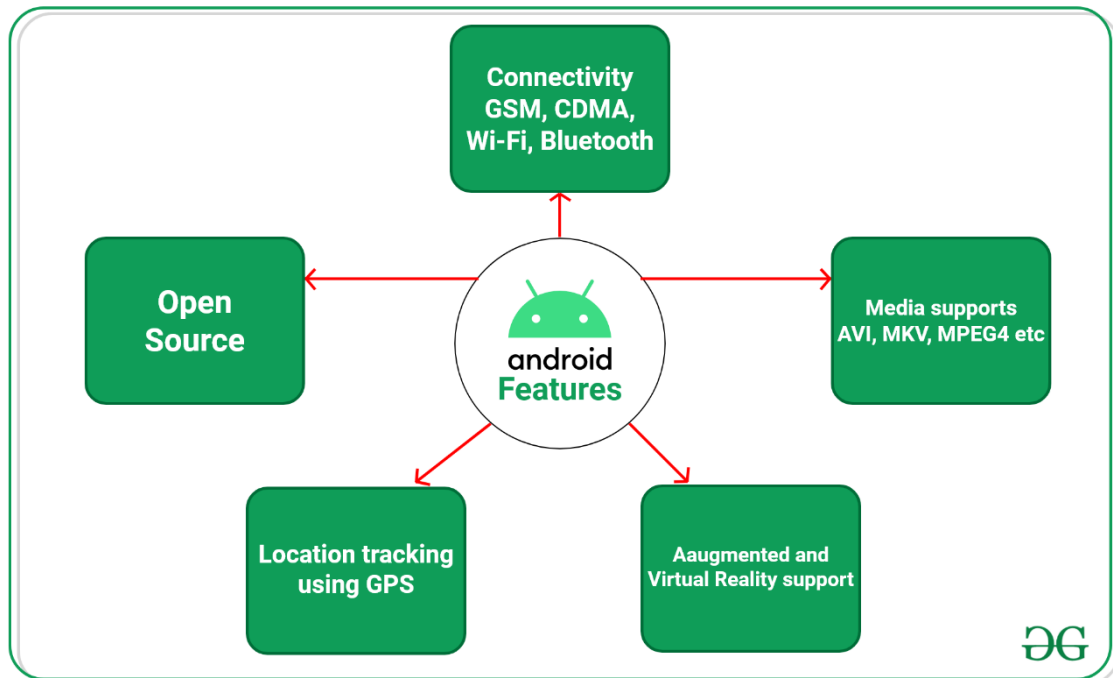 Connectivity
GSM, CDMA,
Wi-Fi, Bluetooth
Open
Source
android
Features
Media supports
AVI, MKV, MPEG4 etc
Location tracking
using GPS
Aaugmented and
Virtual Reality support